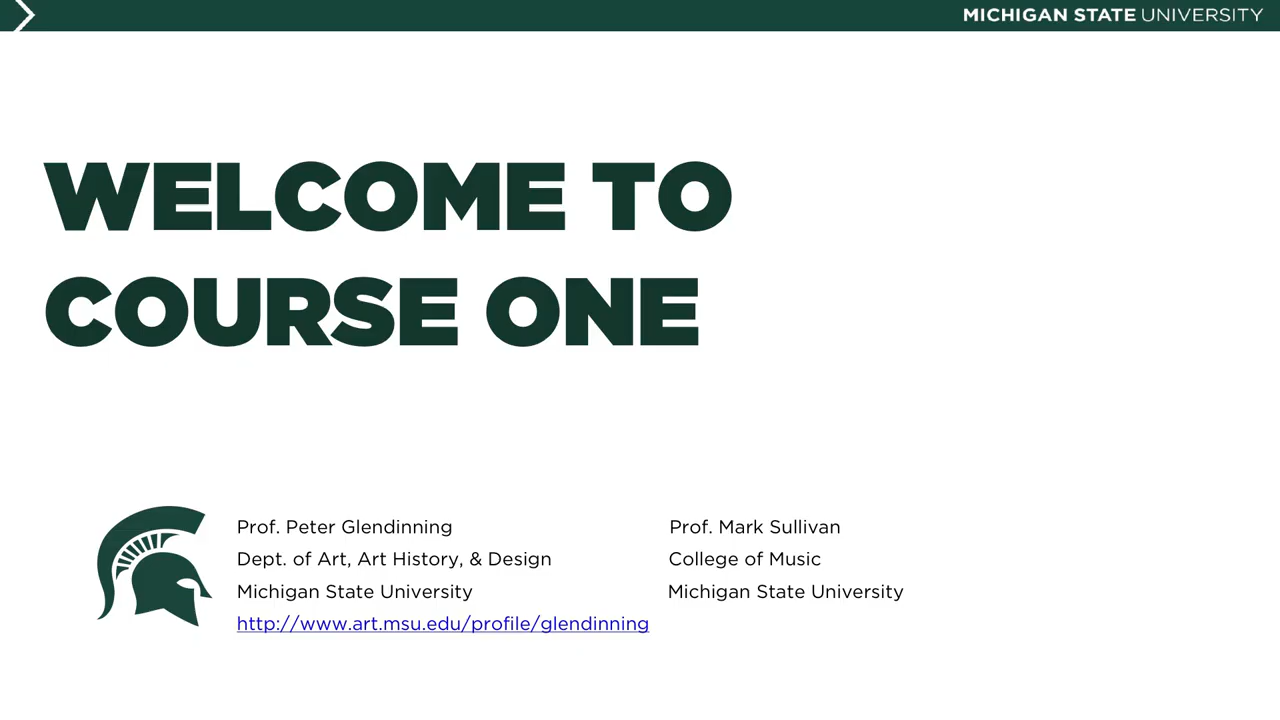 MICHIGAN STATE UNIVERSITY
WELCOME TO
COURSE ONE
Prof. Peter Glendinning
Dept. of Art, Art History, & Design
Michigan State University
http://www.art.msu.edu/profile/glendinning
Prof. Mark Sullivan
College of Music
Michigan State University